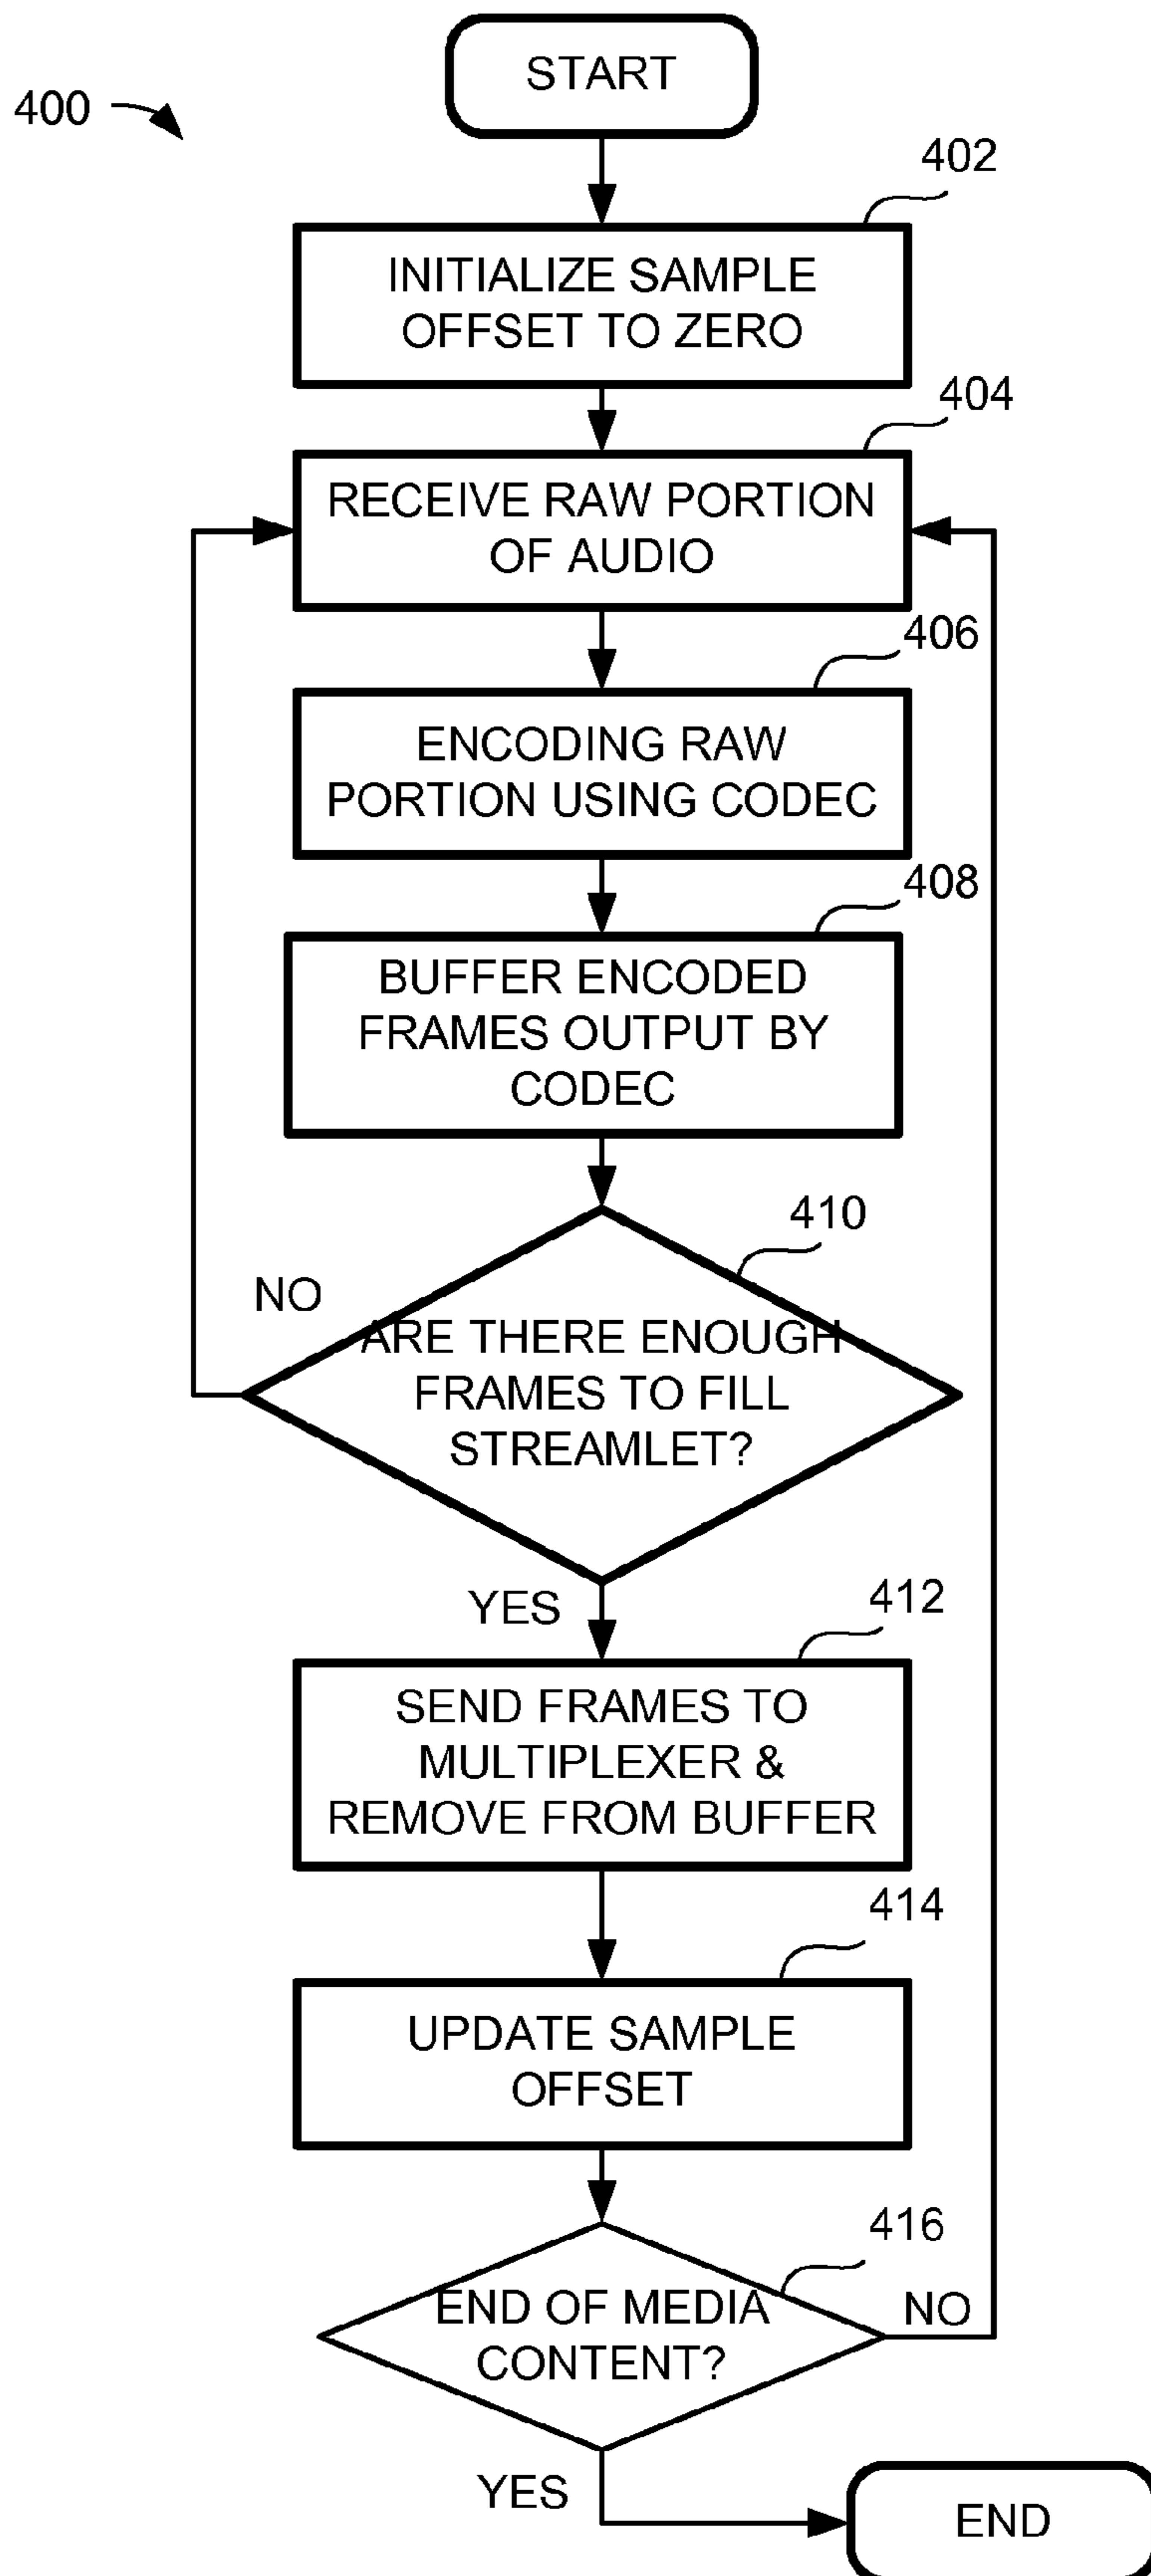 START
400
402
INITIALIZE SAMPLE
OFFSET TO ZERO
404
RECEIVE RAW PORTION
OF AUDIO
406
ENCODING RAW
PORTION USING CODEC
408
BUFFER ENCODED
FRAMES OUTPUT BY
CODEC
410
NO
ARE THERE ENOUGH
FRAMES TO FILL
STREAMLET?
YES
412
SEND FRAMES TO
MULTIPLEXER &
REMOVE FROM BUFFER
414
UPDATE SAMPLE
OFFSET
416
END OF MEDIA
CONTENT?
NO
YES
END